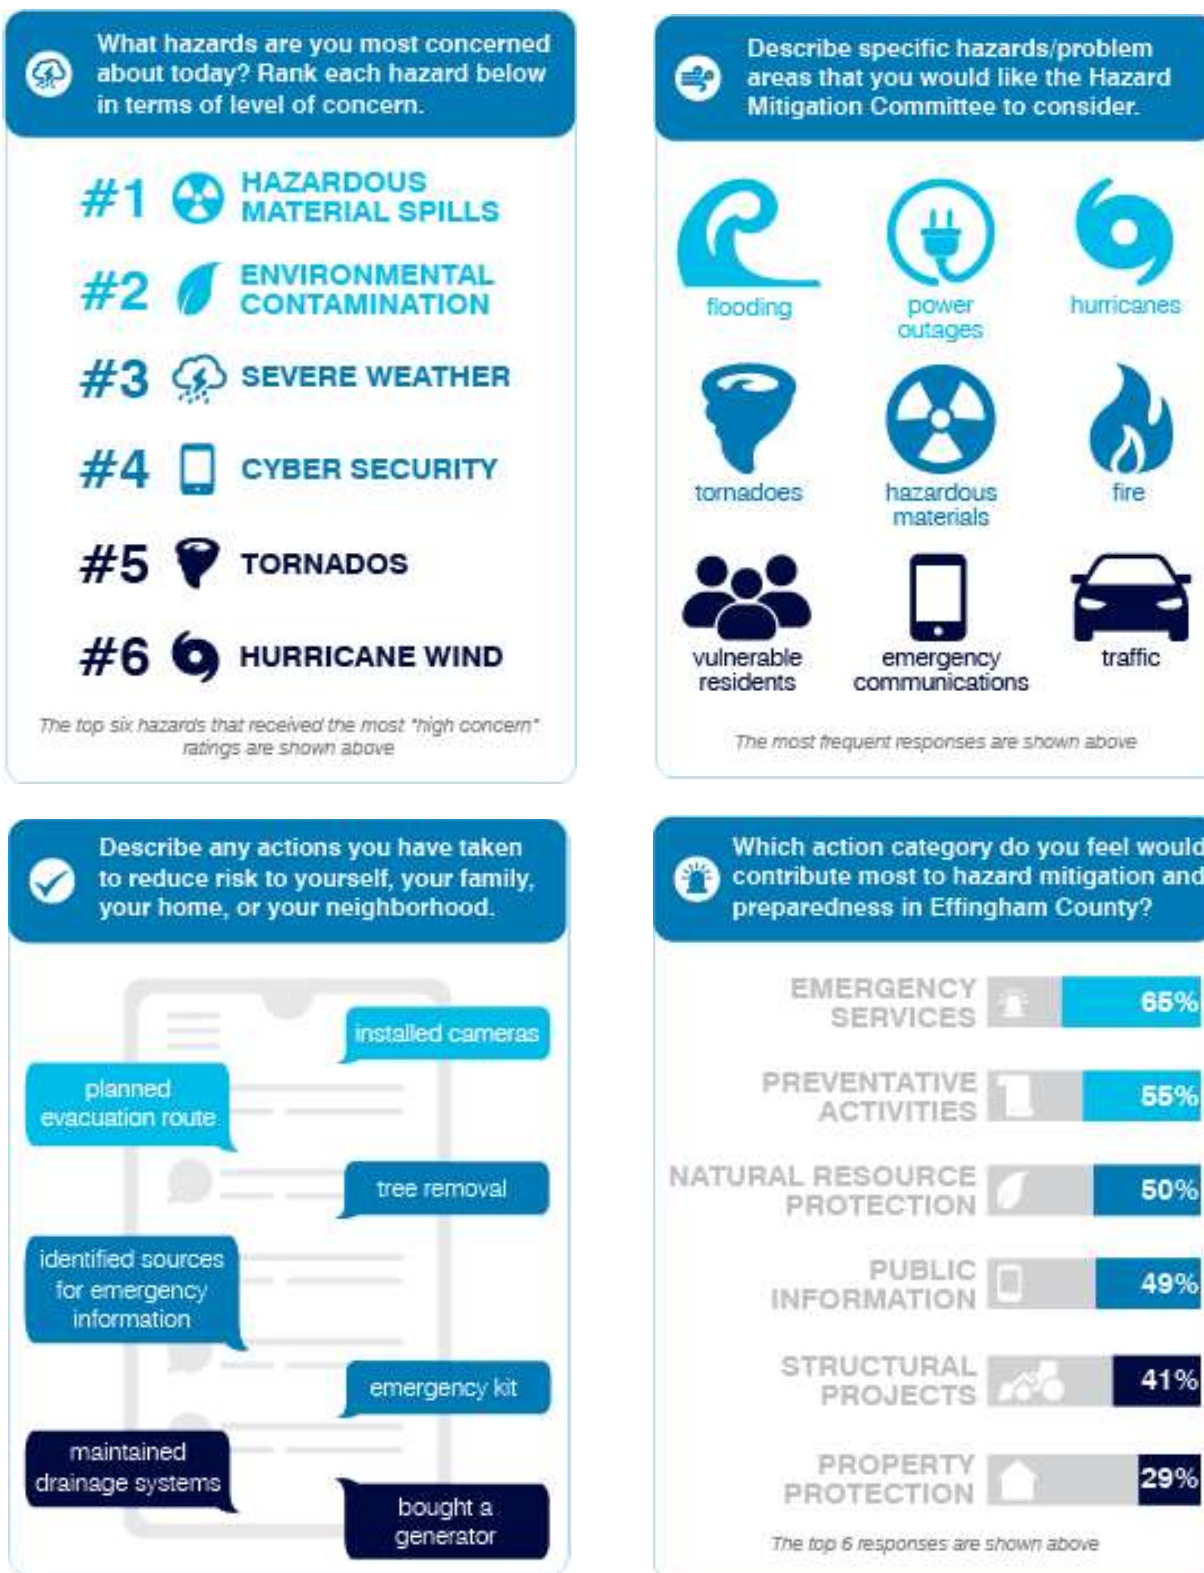 What hazards are you most concerned
about today? Rank each hazard below
in terms of level of concern.
#1 HAZARDOUS
MATERIAL SPILLS
#2 ENVIRONMENTAL
CONTAMINATION
#3 SEVERE WEATHER
#4 CYBER SECURITY
#5 TORNADOS
#6 HURRICANE WIND
The top six hazards that received the most "high concern"
ratings are shown above
Describe specific hazards/problem
areas that you would like the Hazard
Mitigation Committee to consider.
flooding
power
outages
hurricanes
tornadoes
hazardous
materials
fire
vulnerable
residents
emergency
communications
traffic
The most frequent responses are shown above
Describe any actions you have taken
to reduce risk to yourself, your family,
your home, or your neighborhood.
installed cameras
planned
evacuation route
tree removal
identified sources
for emergency
information
emergency kit
maintained
drainage systems
bought a
generator
Which action category do you feel would
contribute most to hazard mitigation and
preparedness in Effingham County?
EMERGENCY
SERVICES
65%
PREVENTATIVE
ACTIVITIES
55%
NATURAL RESOURCE
PROTECTION
50%
PUBLIC
INFORMATION
49%
STRUCTURAL
PROJECTS
41%
PROPERTY
PROTECTION
29%
The top 6 responses are shown above